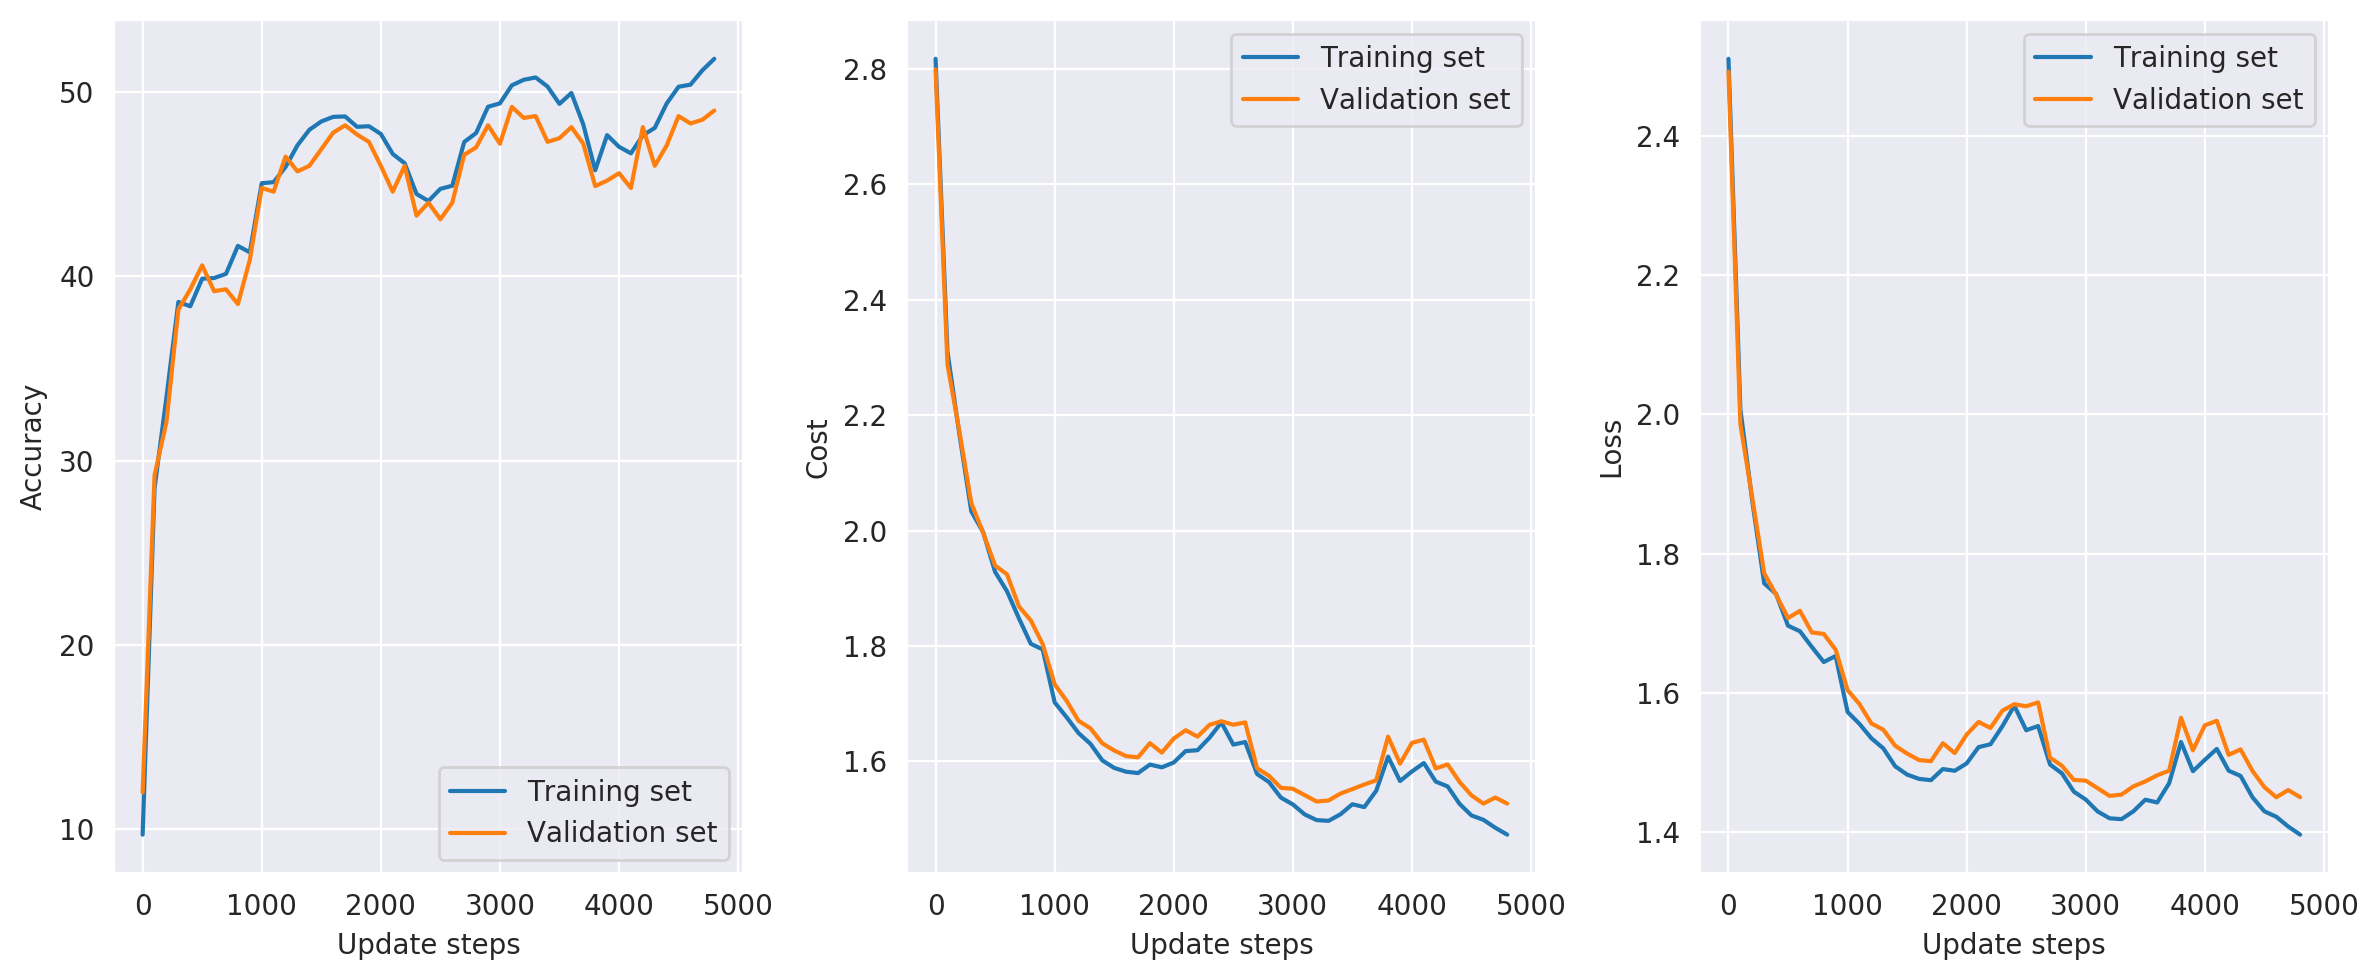 Accuracy
50
40
30
20
10
0 1000 2000 3000 4000 5000
Update steps
Training set
Validation set
Cost
2.8
2.6
2.4
2.2
2.0
1.8
1.6
0 1000 2000 3000 4000 5000
Update steps
Training set
Validation set
Loss
2.4
2.2
2.0
1.8
1.6
1.4
0 1000 2000 3000 4000 5000
Update steps
Training set
Validation set